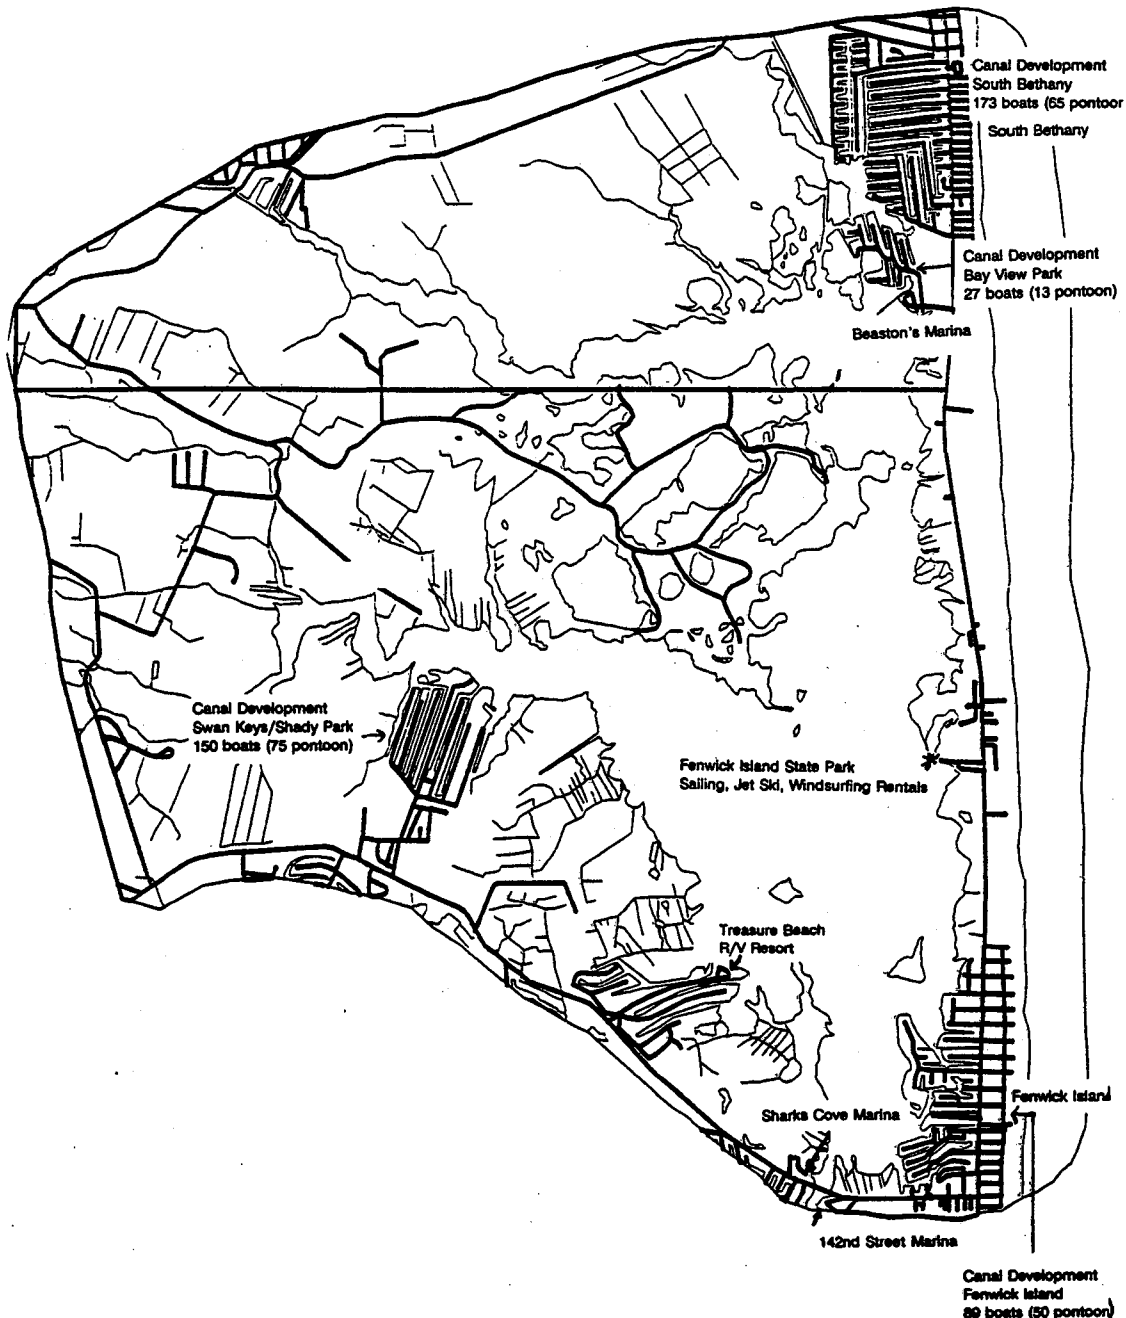 Canal Development
South Bethany
173 boats (65 pontoor
South Bethany
Canal Development
Bay View Park
27 boats (13 pontoon)
Beaston's Marina
Canal Development
Swan Keys/Shady Park
150 boats (75 pontoon)
Fenwick Island State Park
Sailing, Jet Ski, Windsurfing Rentals
Treasure Beach
R/V Resort
Fenwick Island
Sharks Cove Marina
142nd Street Marina
Canal Development
Fenwick Island
89 boats (50 pontoon)